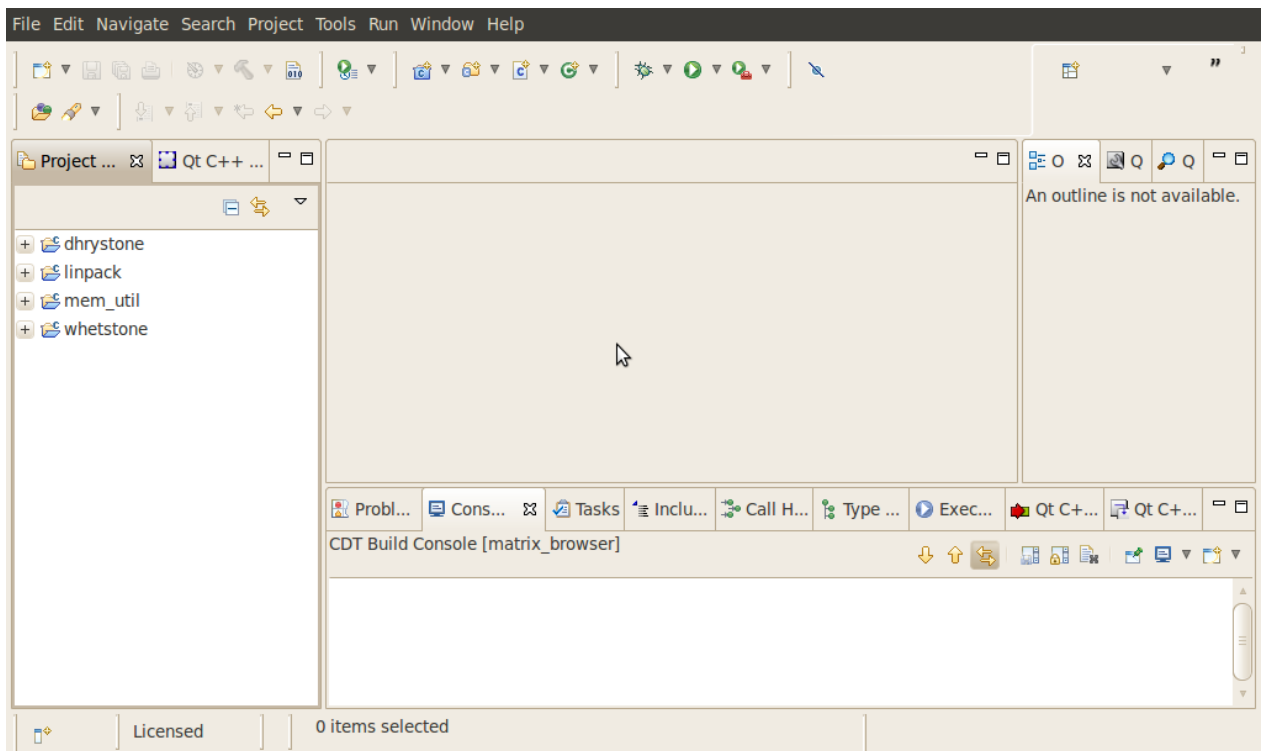 File Edit Navigate Search Project Tools Run Window Help
Project ... Qt C++ ...
O Q Q
An outline is not available.
dhrystone
linpack
mem_util
whetstone
Probl... Cons... Tasks Inclu... Call H... Type ... Exec... Qt C+... Qt C+...
CDT Build Console [matrix_browser]
Licensed
0 items selected